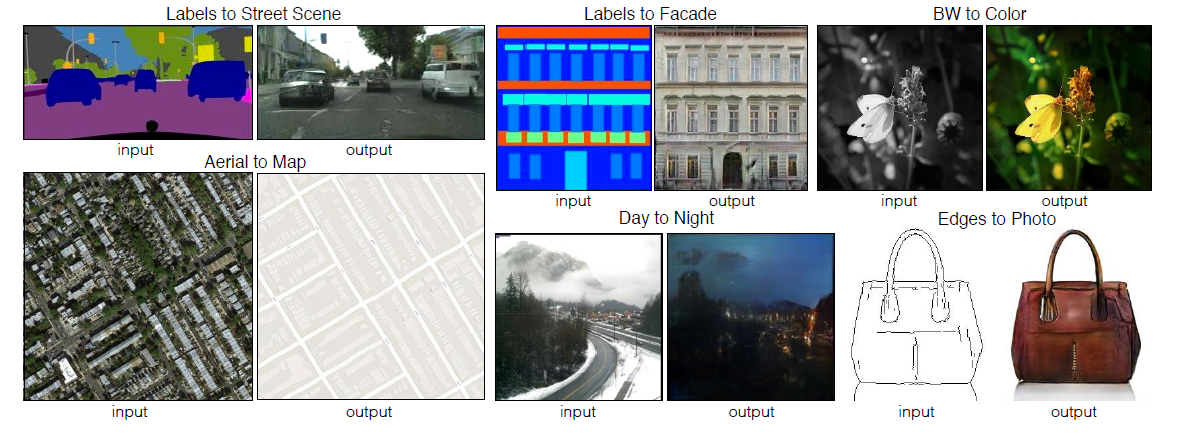 Labels to Street Scene
input
output
Aerial to Map
input
output
Labels to Facade
input
output
BW to Color
input
output
Day to Night
input
output
Edges to Photo
input
output